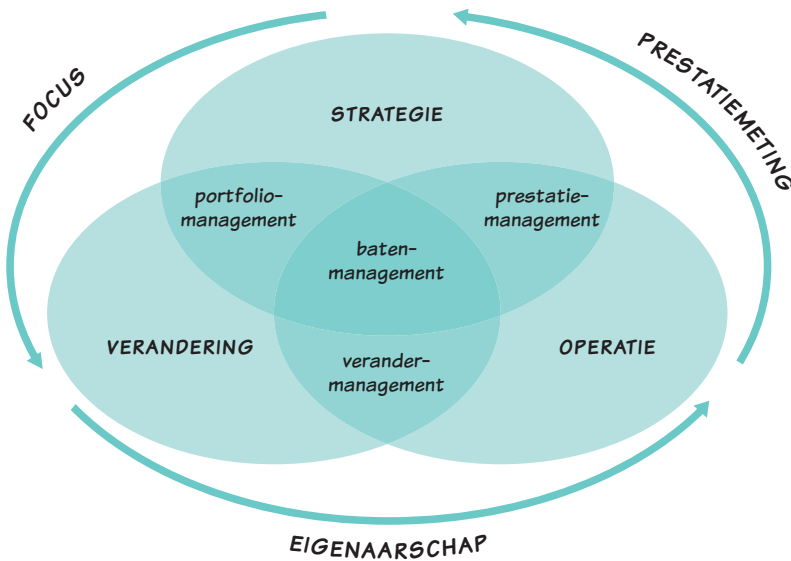 FOCUS
PRESTATIEMETING
STRATEGIE
portfolio-
management
prestatie-
management
baten-
management
VERANDERING
OPERATIE
verander-
management
EIGENAARSCHAP